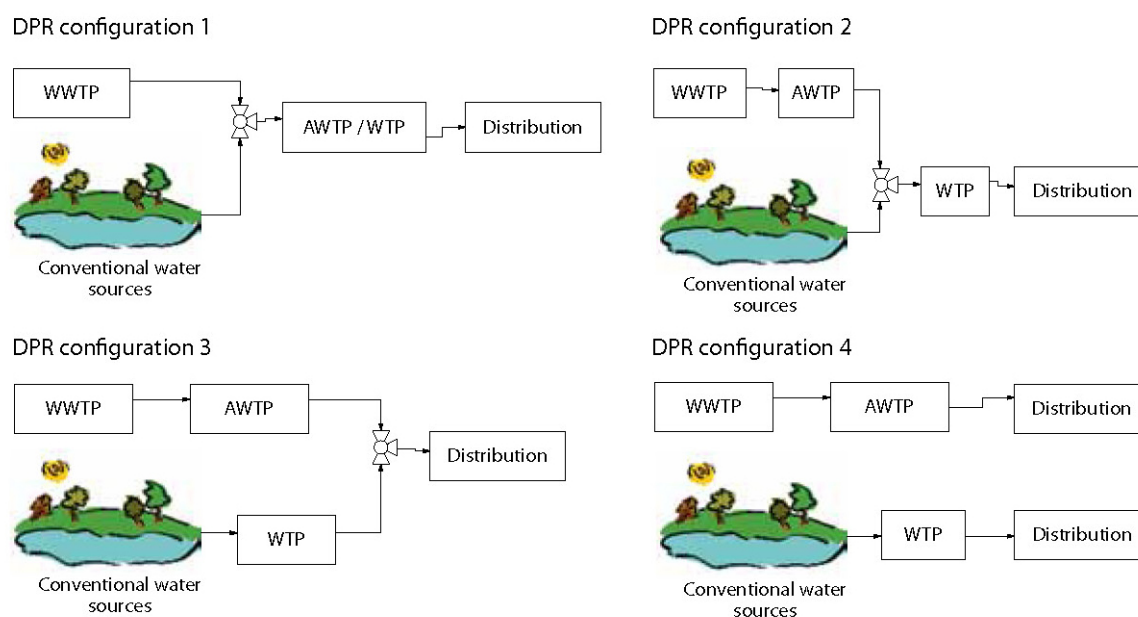 DPR configuration 1
WWTP
AWTP / WTP
Distribution
Conventional water
sources
DPR configuration 2
WWTP
AWTP
WTP
Distribution
Conventional water
sources
DPR configuration 3
WWTP
AWTP
Distribution
WTP
Conventional water
sources
DPR configuration 4
WWTP
AWTP
Distribution
WTP
Distribution
Conventional water
sources